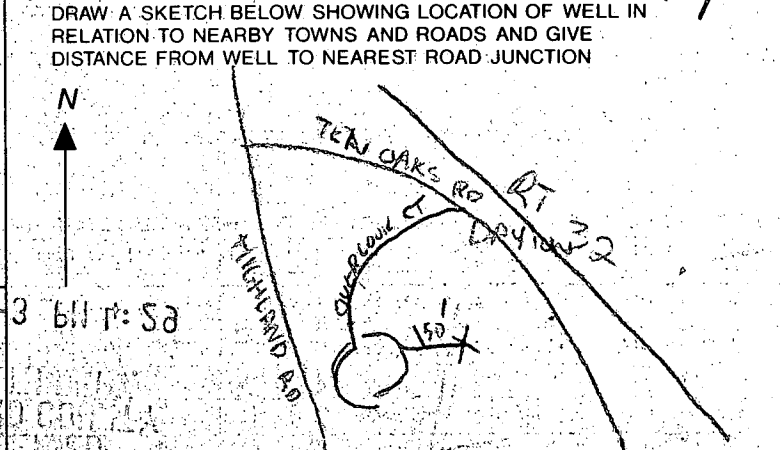 DRAW A SKETCH BELOW SHOWING LOCATION OF WELL IN
RELATION TO NEARBY TOWNS AND ROADS AND GIVE
DISTANCE FROM WELL TO NEAREST ROAD JUNCTION
N
TEN OAKS RD
RT 32
DAYTON
OVERLOOK CT
HIGHLAND RD
150'
X